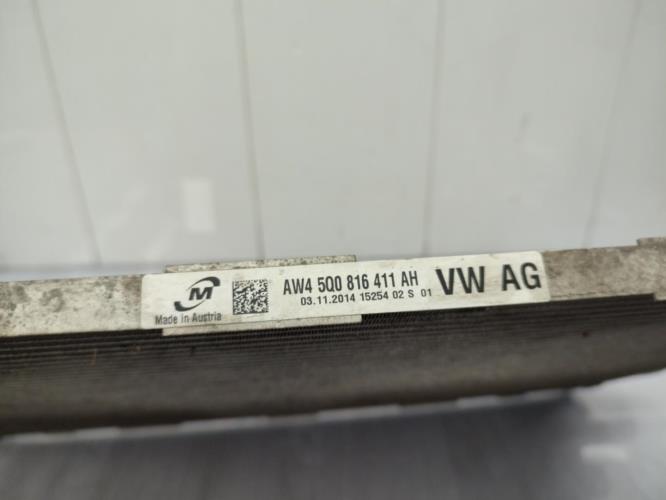 M
Made in Austria
AW4 5Q0 816 411 AH
03.11.2014 15254 02 S 01
VW AG